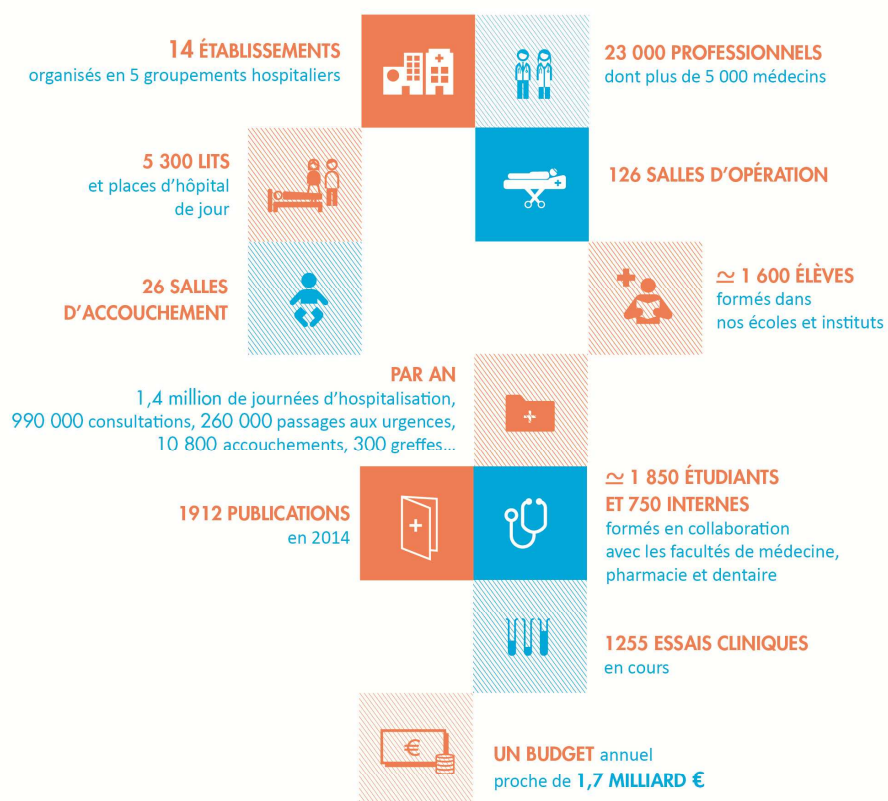 14 ÉTABLISSEMENTS
organisés en 5 groupements hospitaliers
23 000 PROFESSIONNELS
dont plus de 5 000 médecins
5 300 LITS
et places d'hôpital
de jour
126 SALLES D'OPÉRATION
26 SALLES
D'ACCOUCHEMENT
≃ 1 600 ÉLÈVES
formés dans
nos écoles et instituts
PAR AN
1,4 million de journées d'hospitalisation,
990 000 consultations, 260 000 passages aux urgences,
10 800 accouchements, 300 greffes...
1912 PUBLICATIONS
en 2014
≃ 1 850 ÉTUDIANTS
ET 750 INTERNES
formés en collaboration
avec les facultés de médecine,
pharmacie et dentaire
1255 ESSAIS CLINIQUES
en cours
€
UN BUDGET annuel
proche de 1,7 MILLIARD €